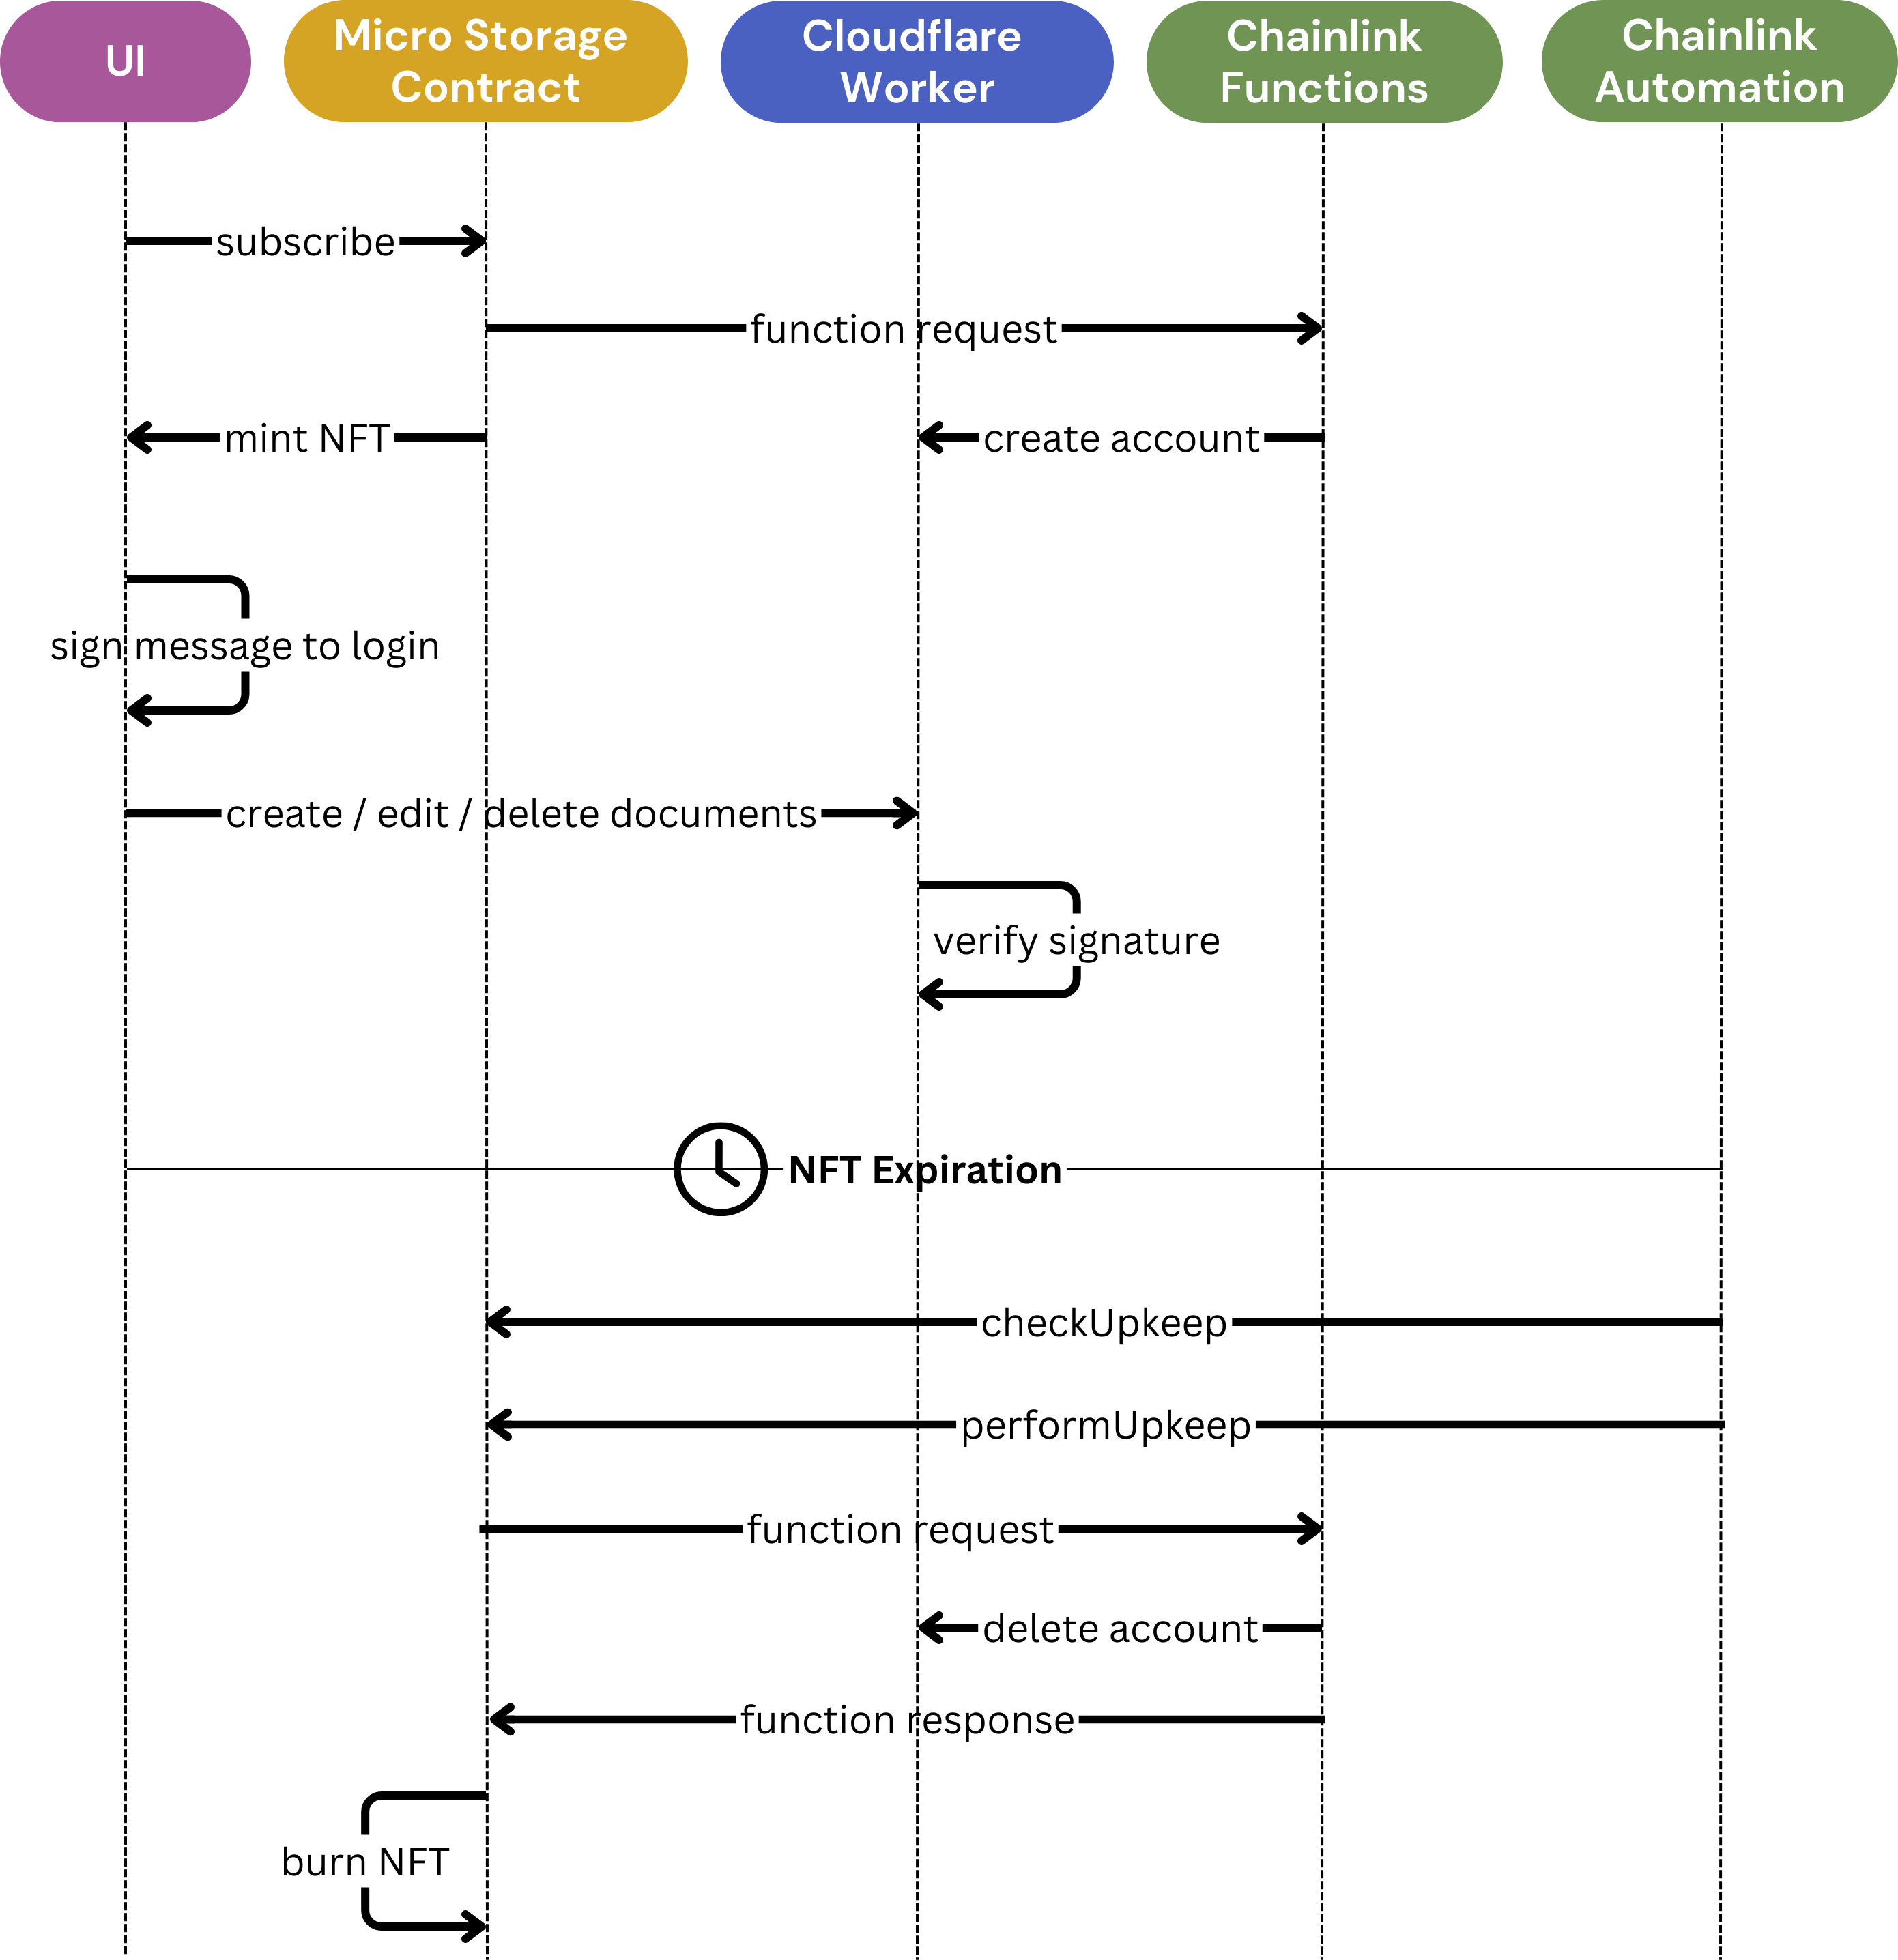 UI
Micro Storage
Contract
Cloudflare
Worker
Chainlink
Functions
Chainlink
Automation
subscribe
function request
mint NFT
create account
sign message to login
create / edit / delete documents
verify signature
NFT Expiration
checkUpkeep
performUpkeep
function request
delete account
function response
burn NFT